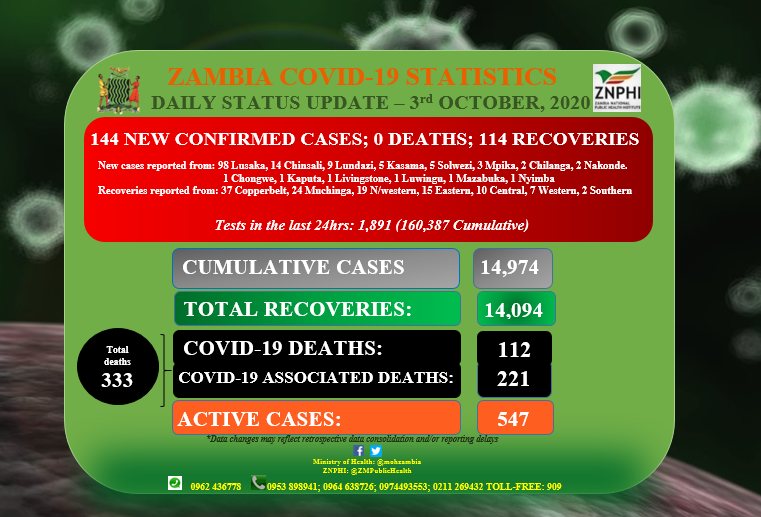 ZAMBIA COVID-19 STATISTICS
DAILY STATUS UPDATE – 3rd OCTOBER, 2020
ZNPHI
ZAMBIA NATIONAL
PUBLIC HEALTH INSTITUTE
144 NEW CONFIRMED CASES; 0 DEATHS; 114 RECOVERIES
New cases reported from: 98 Lusaka, 14 Chinsali, 9 Lundazi, 5 Kasama, 5 Solwezi, 3 Mpika, 2 Chilanga, 2 Nakonde.
1 Chongwe, 1 Kaputa, 1 Livingstone, 1 Luwingu, 1 Mazabuka, 1 Nyimba
Recoveries reported from: 37 Copperbelt, 24 Muchinga, 19 N/western, 15 Eastern, 10 Central, 7 Western, 2 Southern
Tests in the last 24hrs: 1,891 (160,387 Cumulative)
CUMULATIVE CASES 14,974
TOTAL RECOVERIES: 14,094
Total
deaths
333
COVID-19 DEATHS: 112
COVID-19 ASSOCIATED DEATHS: 221
ACTIVE CASES: 547
*Data changes may reflect retrospective data consolidation and/or reporting delays
Ministry of Health: @mohzambia
ZNPHI: @ZMPublicHealth
0962 436778 0953 898941; 0964 638726; 0974493553; 0211 269432 TOLL-FREE: 909